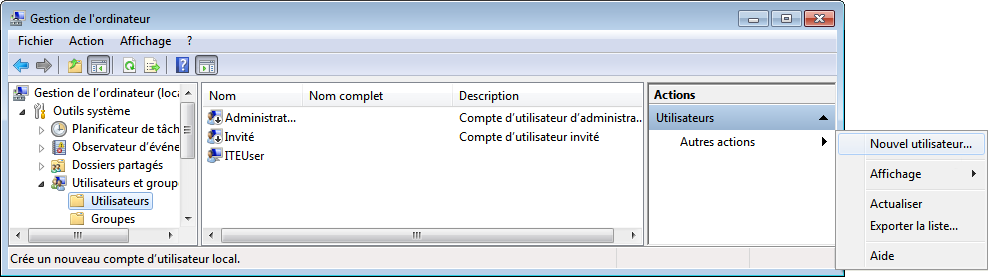 Gestion de l'ordinateur
Fichier Action Affichage ?
Gestion de l'ordinateur (loca
Outils système
Planificateur de tâch
Observateur d'événe
Dossiers partagés
Utilisateurs et groupe
Utilisateurs
Groupes
Nom Nom complet Description
Administrat... Compte d'utilisateur d'administra...
Invité Compte d'utilisateur invité
ITEUser
Actions
Utilisateurs
Autres actions
Nouvel utilisateur...
Affichage
Actualiser
Exporter la liste...
Aide
Crée un nouveau compte d'utilisateur local.